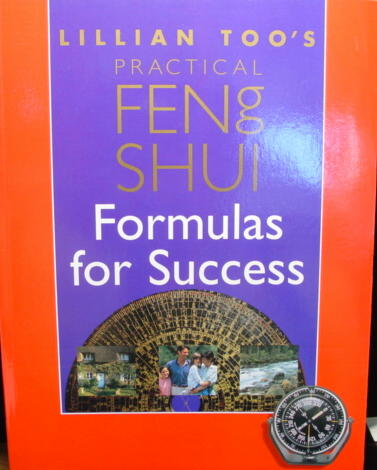 LILLIAN TOO'S
PRACTICAL
FENg
SHUI
Formulas
for Success